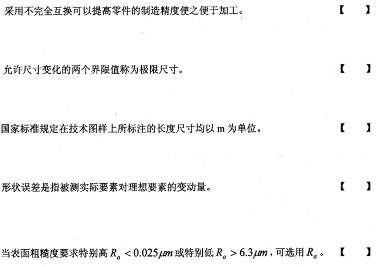 采用不完全互换可以提高零件的制造精度使之便于加工。 【 】
允许尺寸变化的两个界限值称为极限尺寸。 【 】
国家标准规定在技术图样上所标注的长度尺寸均以 m 为单位。 【 】
形状误差是指被测实际要素对理想要素的变动量。 【 】
当表面粗糙度要求特别高 Rₐ < 0.025μm 或特别低 Rₐ > 6.3μm，可选用 Rₐ。 【 】